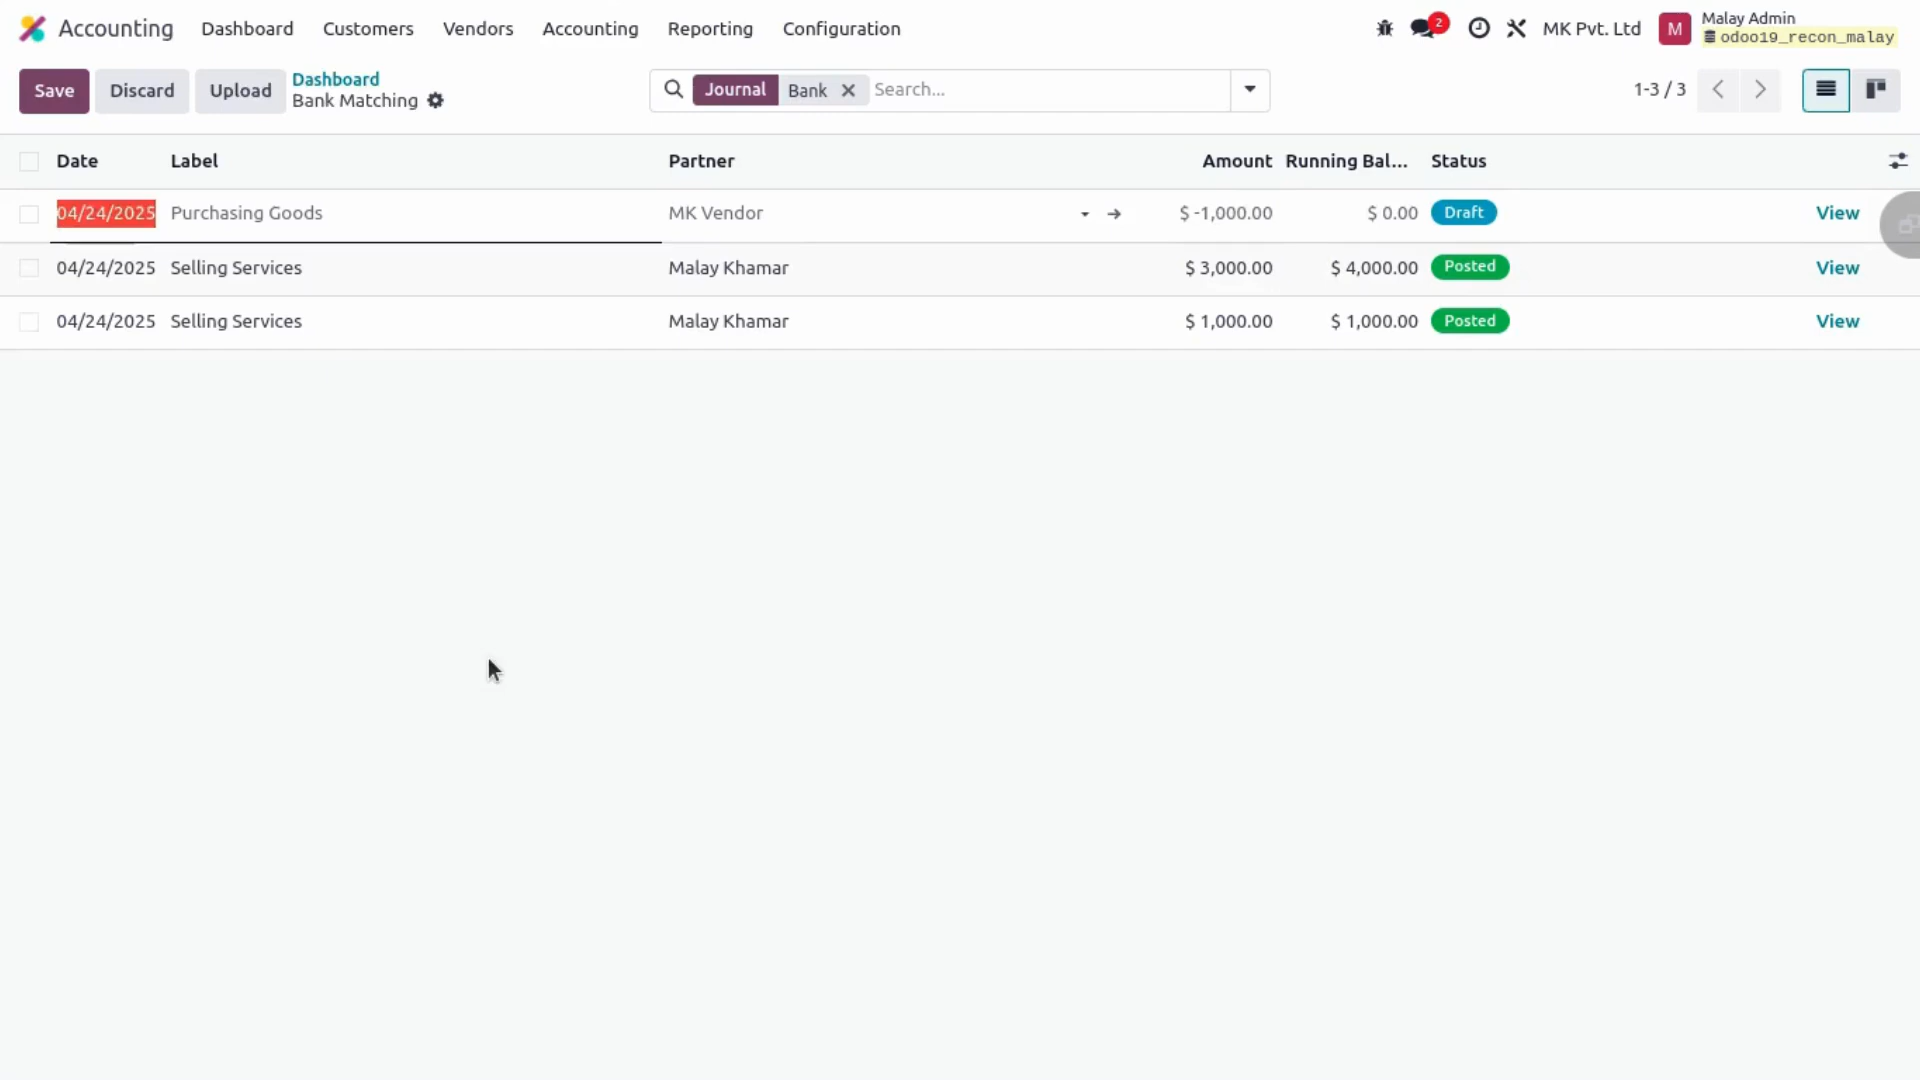 Accounting Dashboard Customers Vendors Accounting Reporting Configuration 2 MK Pvt. Ltd M Malay Admin
odoo19_recon_malay
Save Discard Upload Dashboard
Bank Matching
Journal Bank Search... 1-3 / 3
Date Label Partner Amount Running Bal... Status
04/24/2025 Purchasing Goods MK Vendor $ -1,000.00 $ 0.00 Draft View
04/24/2025 Selling Services Malay Khamar $ 3,000.00 $ 4,000.00 Posted View
04/24/2025 Selling Services Malay Khamar $ 1,000.00 $ 1,000.00 Posted View